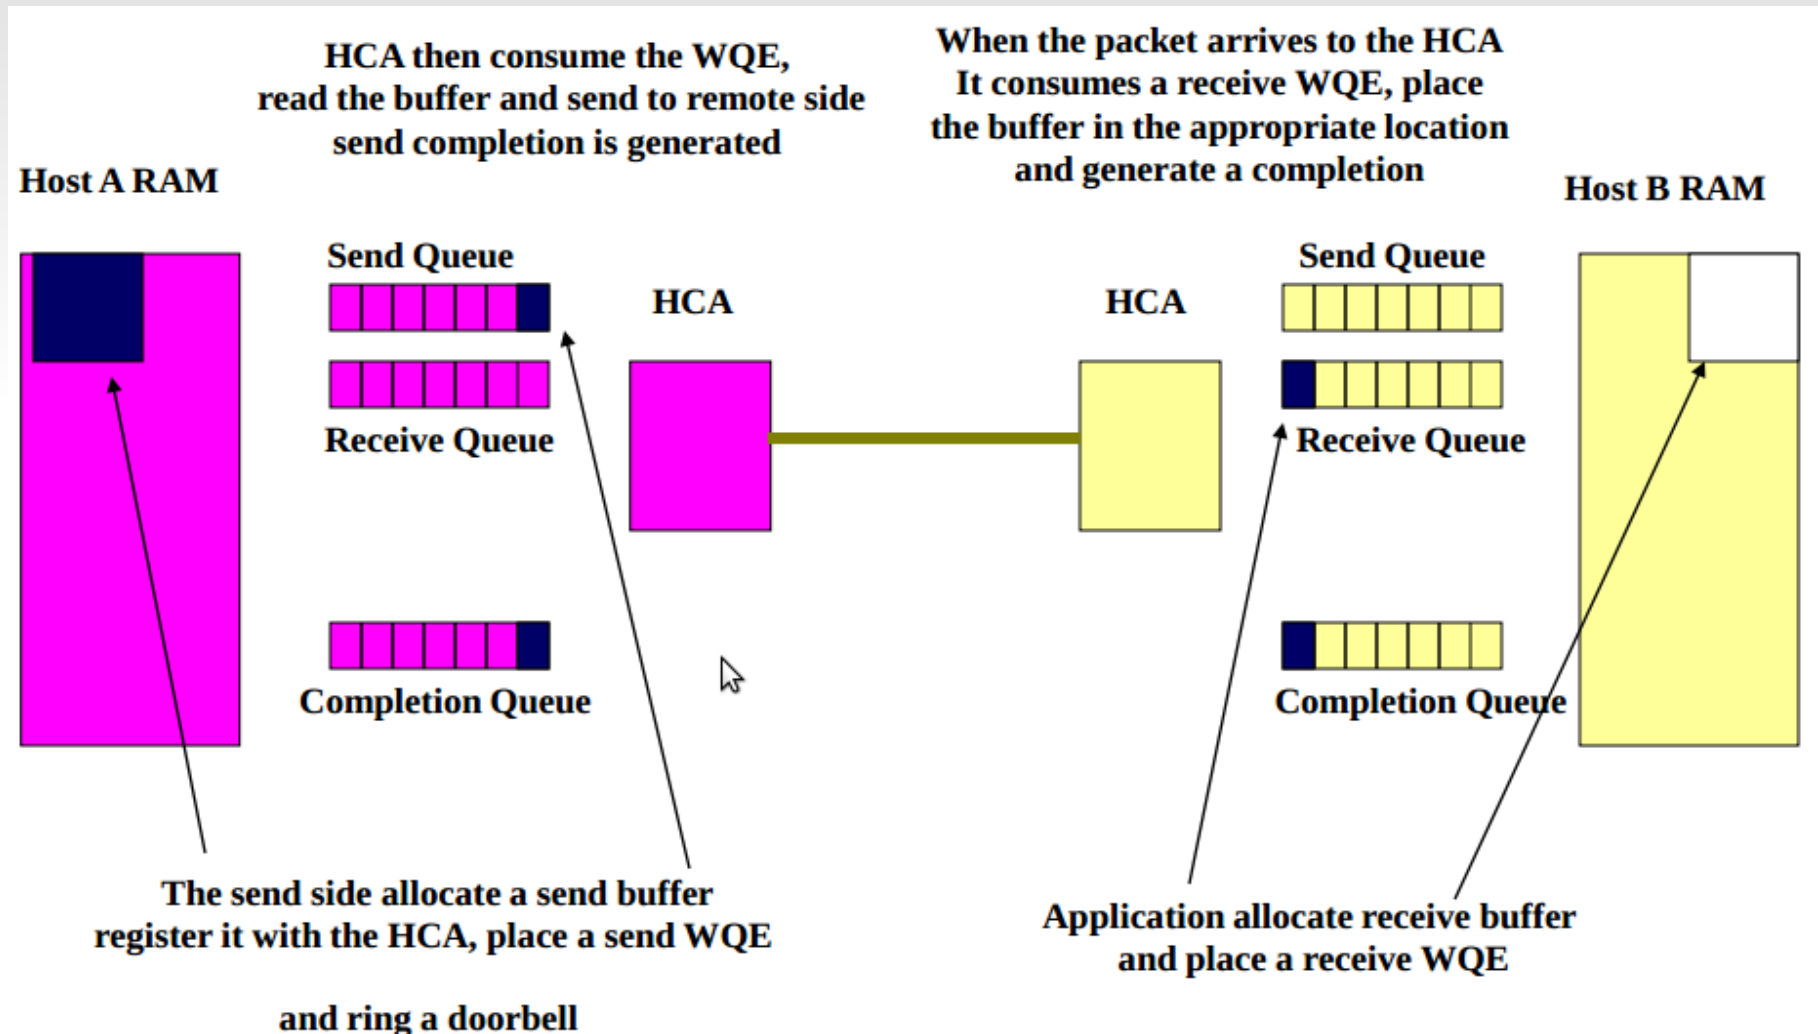 HCA then consume the WQE,
read the buffer and send to remote side
send completion is generated
When the packet arrives to the HCA
It consumes a receive WQE, place
the buffer in the appropriate location
and generate a completion
Host A RAM
Host B RAM
Send Queue
HCA
Receive Queue
Completion Queue
HCA
Send Queue
Receive Queue
Completion Queue
The send side allocate a send buffer
register it with the HCA, place a send WQE
and ring a doorbell
Application allocate receive buffer
and place a receive WQE